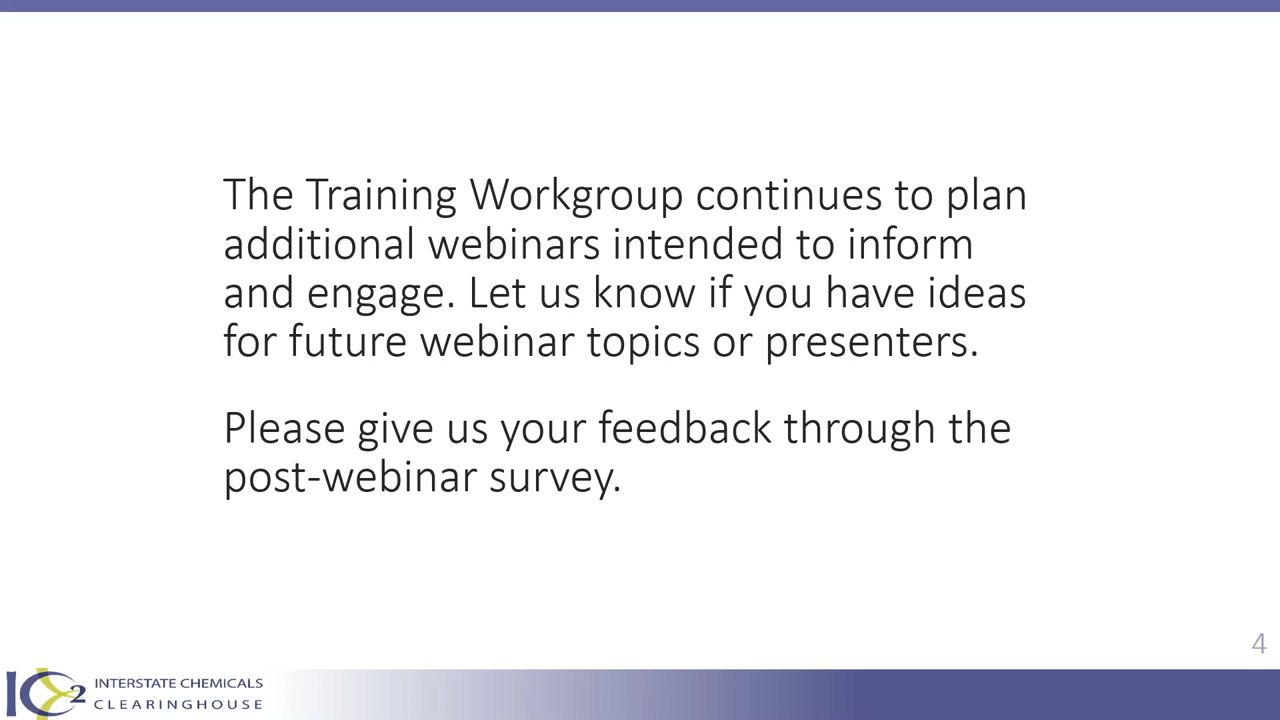 The Training Workgroup continues to plan
additional webinars intended to inform
and engage. Let us know if you have ideas
for future webinar topics or presenters.
Please give us your feedback through the
post-webinar survey.
4
IC2
INTERSTATE CHEMICALS
CLEARINGHOUSE